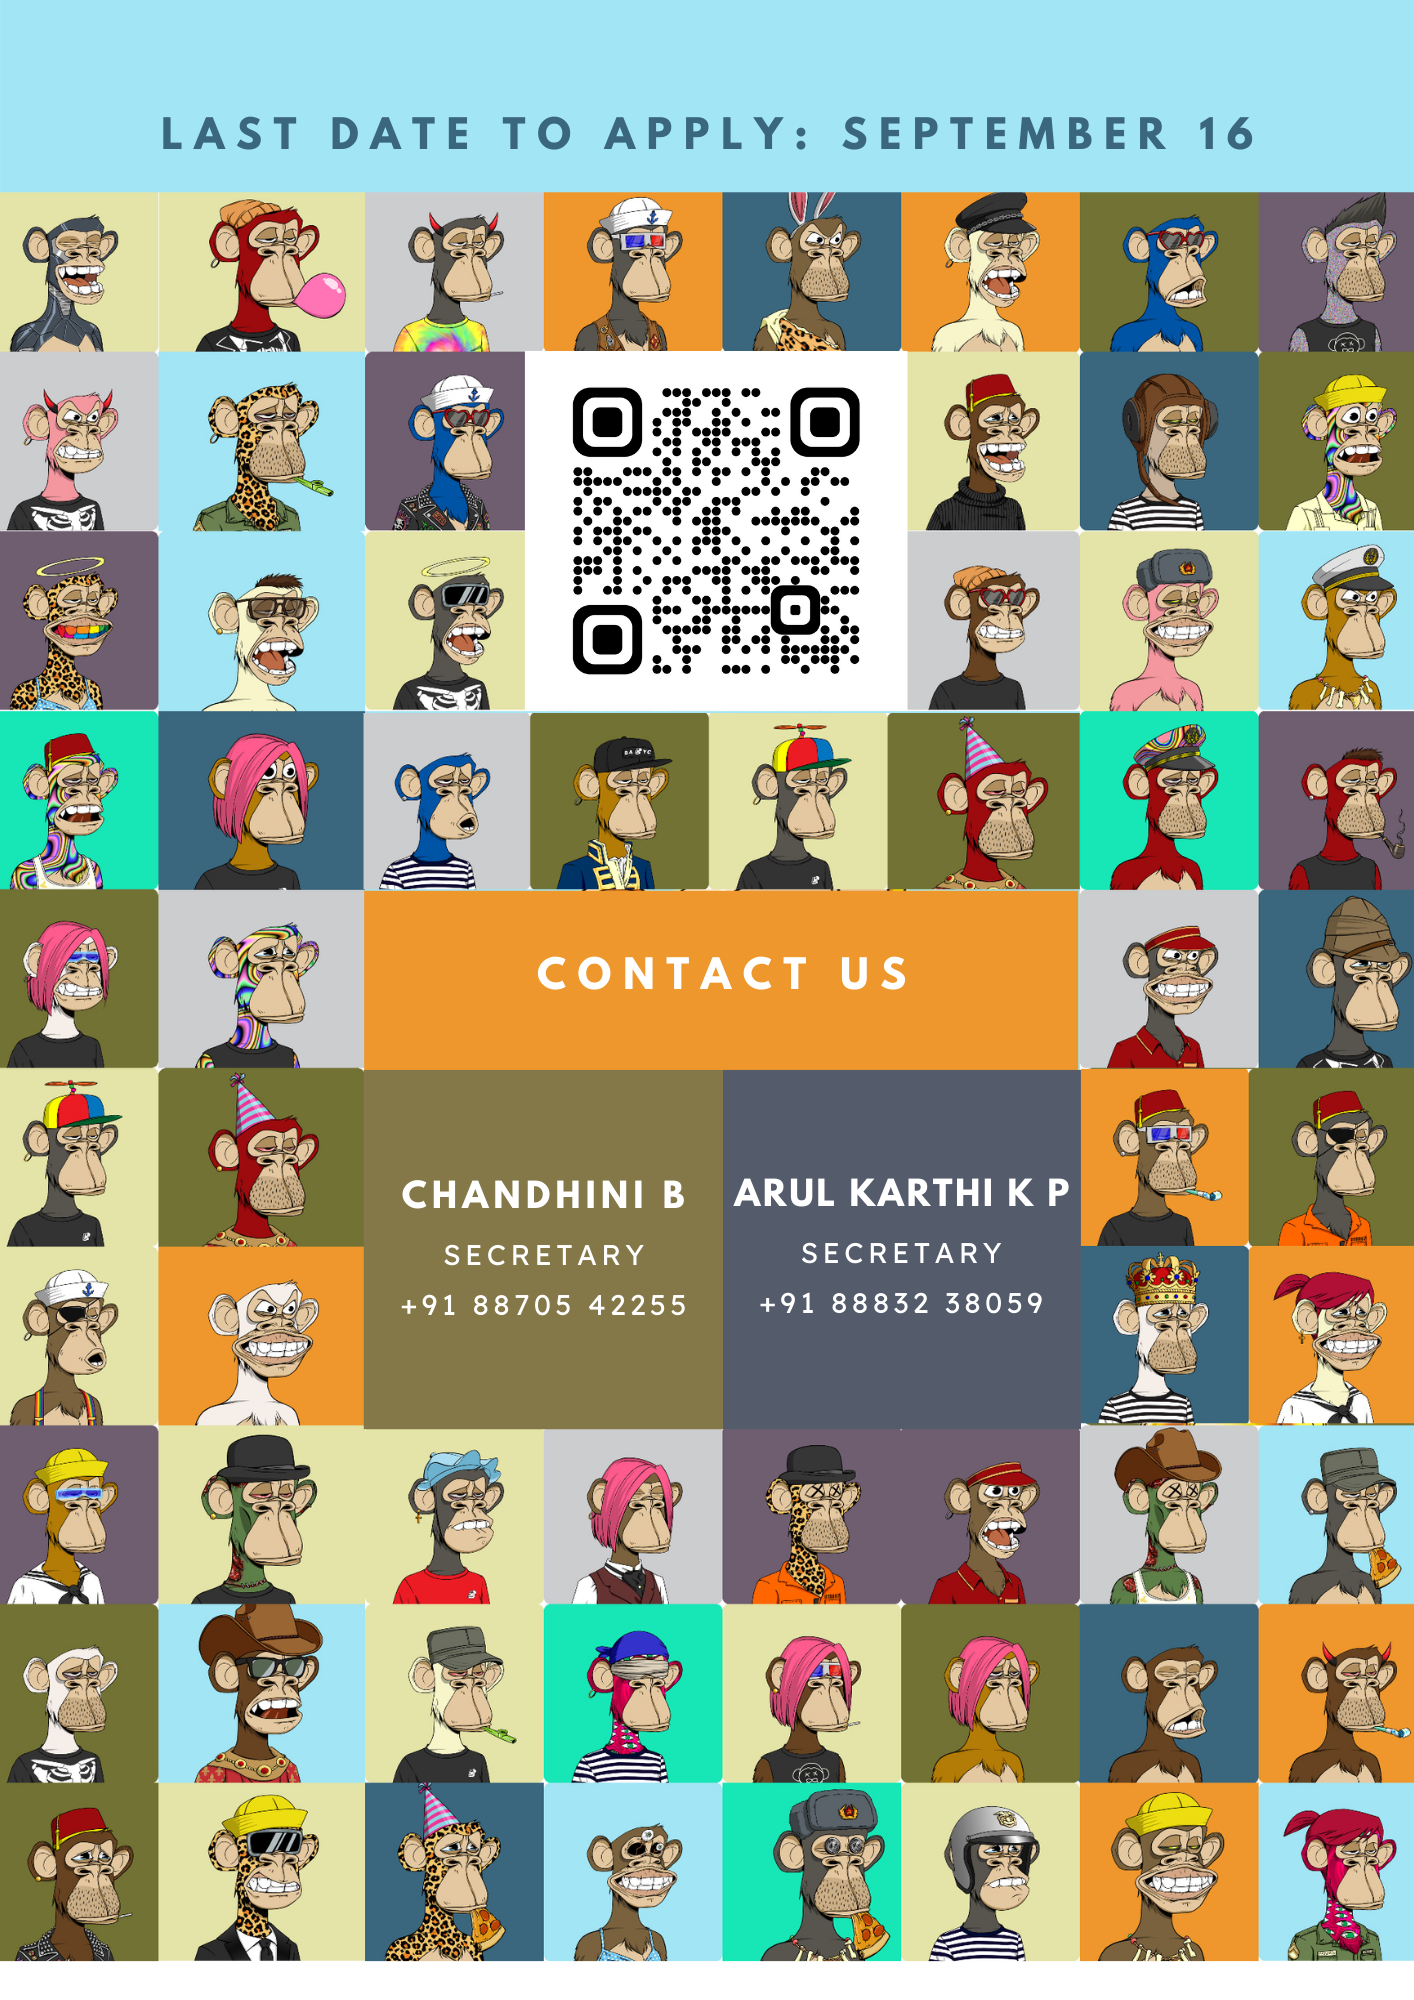 LAST DATE TO APPLY: SEPTEMBER 16
CONTACT US
CHANDHINI B
SECRETARY
+91 88705 42255
ARUL KARTHI K P
SECRETARY
+91 88832 38059